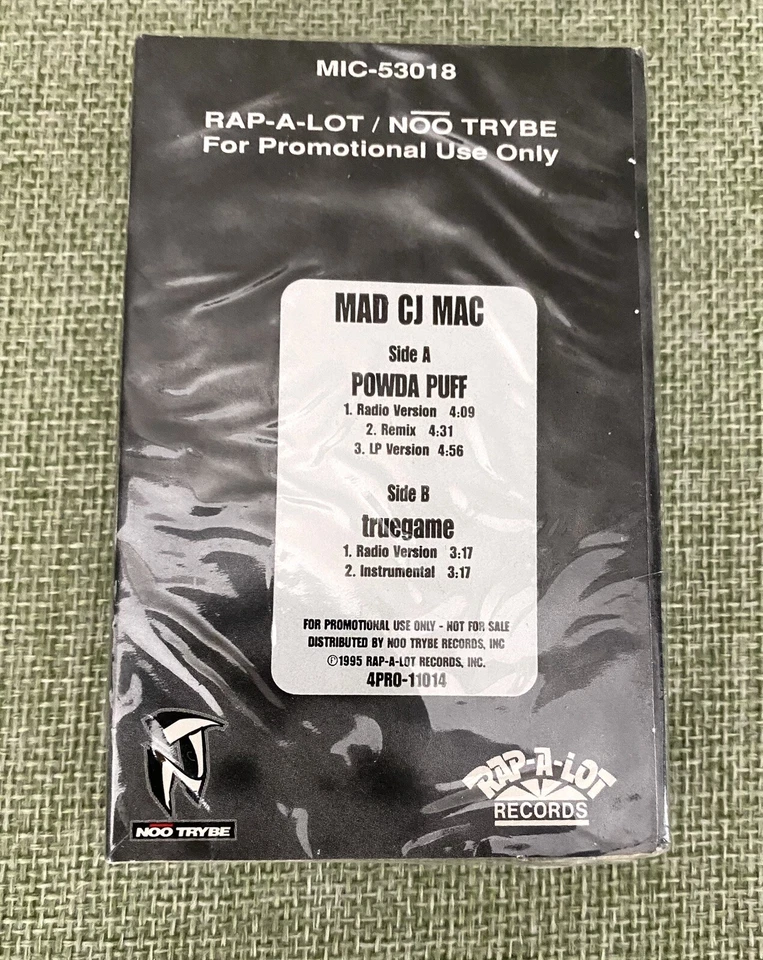 MIC-53018
RAP-A-LOT / NOO TRYBE
For Promotional Use Only
MAD CJ MAC
Side A
POWDA PUFF
1. Radio Version 4:09
2. Remix 4:31
3. LP Version 4:56
Side B
truegame
1. Radio Version 3:17
2. Instrumental 3:17
FOR PROMOTIONAL USE ONLY - NOT FOR SALE
DISTRIBUTED BY NOO TRYBE RECORDS, INC
℗1995 RAP-A-LOT RECORDS, INC.
4PRO-11014
NT
NOO TRYBE
RAP-A-LOT
RECORDS